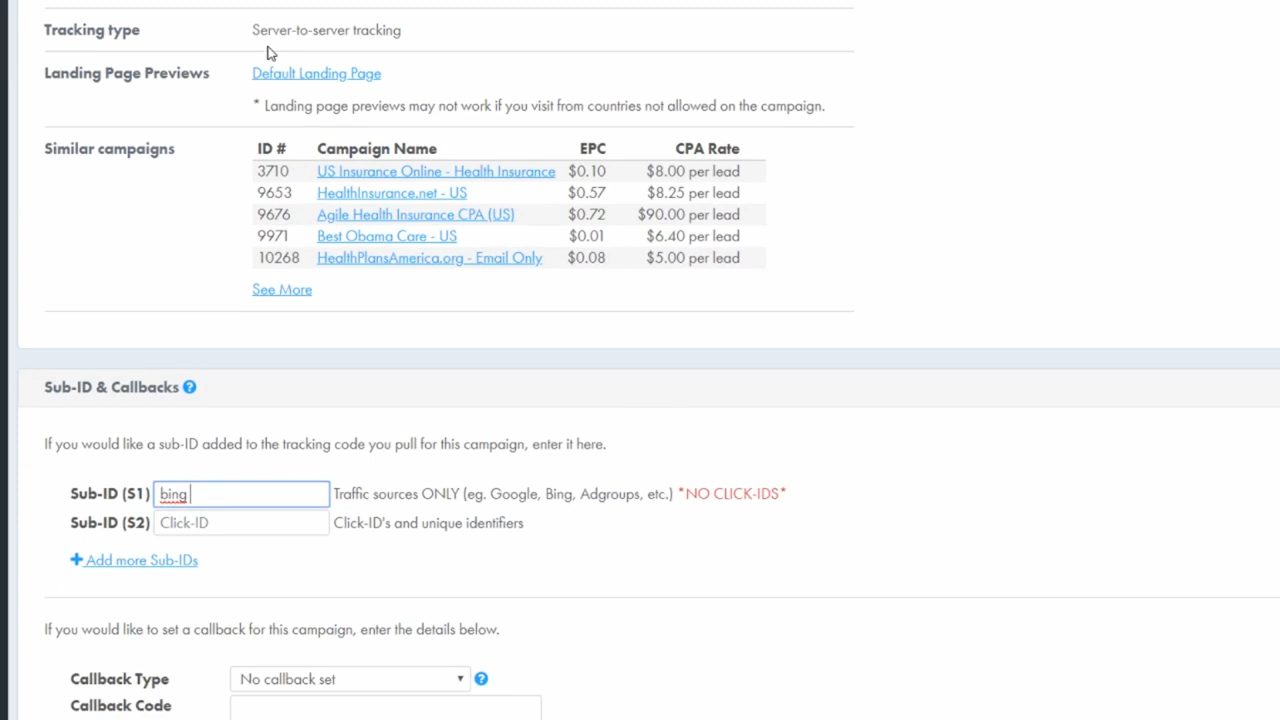 Tracking type Server-to-server tracking
Landing Page Previews Default Landing Page
* Landing page previews may not work if you visit from countries not allowed on the campaign.
Similar campaigns ID # Campaign Name EPC CPA Rate
3710 US Insurance Online - Health Insurance $0.10 $8.00 per lead
9653 HealthInsurance.net - US $0.57 $8.25 per lead
9676 Agile Health Insurance CPA (US) $0.72 $90.00 per lead
9971 Best Obama Care - US $0.01 $6.40 per lead
10268 HealthPlansAmerica.org - Email Only $0.08 $5.00 per lead
See More
Sub-ID & Callbacks ?
If you would like a sub-ID added to the tracking code you pull for this campaign, enter it here.
Sub-ID (S1) bing Traffic sources ONLY (eg. Google, Bing, Adgroups, etc.) *NO CLICK-IDS*
Sub-ID (S2) Click-ID Click-ID's and unique identifiers
+ Add more Sub-IDs
If you would like to set a callback for this campaign, enter the details below.
Callback Type No callback set ?
Callback Code